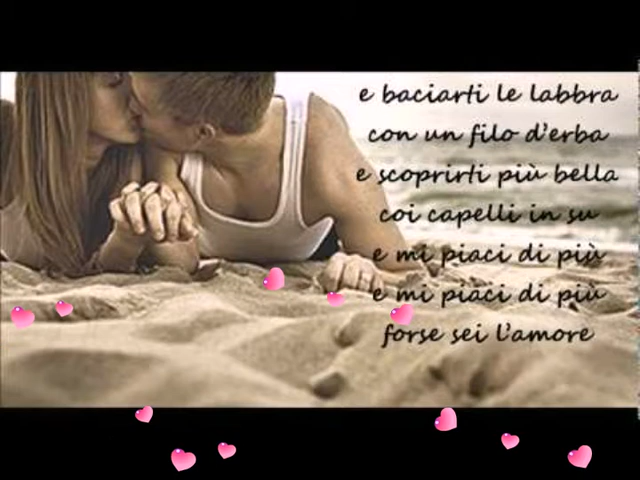 e baciarti le labbra
con un filo d'erba
e scoprirti più bella
coi capelli in su
e mi piaci di più
e mi piaci di più
forse sei l'amore